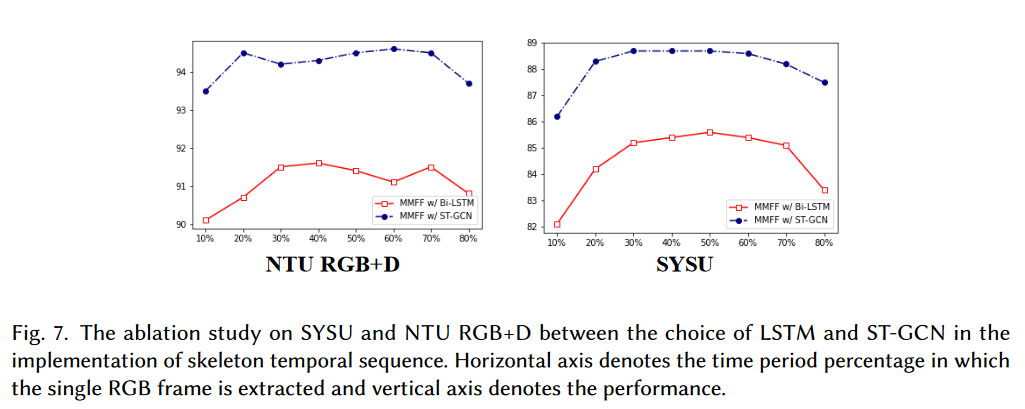 94
93
92
91
90
10% 20% 30% 40% 50% 60% 70% 80%
MMFF w/ Bi-LSTM
MMFF w/ ST-GCN
NTU RGB+D
89
88
87
86
85
84
83
82
10% 20% 30% 40% 50% 60% 70% 80%
MMFF w/ Bi-LSTM
MMFF w/ ST-GCN
SYSU
Fig. 7. The ablation study on SYSU and NTU RGB+D between the choice of LSTM and ST-GCN in the
implementation of skeleton temporal sequence. Horizontal axis denotes the time period percentage in which
the single RGB frame is extracted and vertical axis denotes the performance.